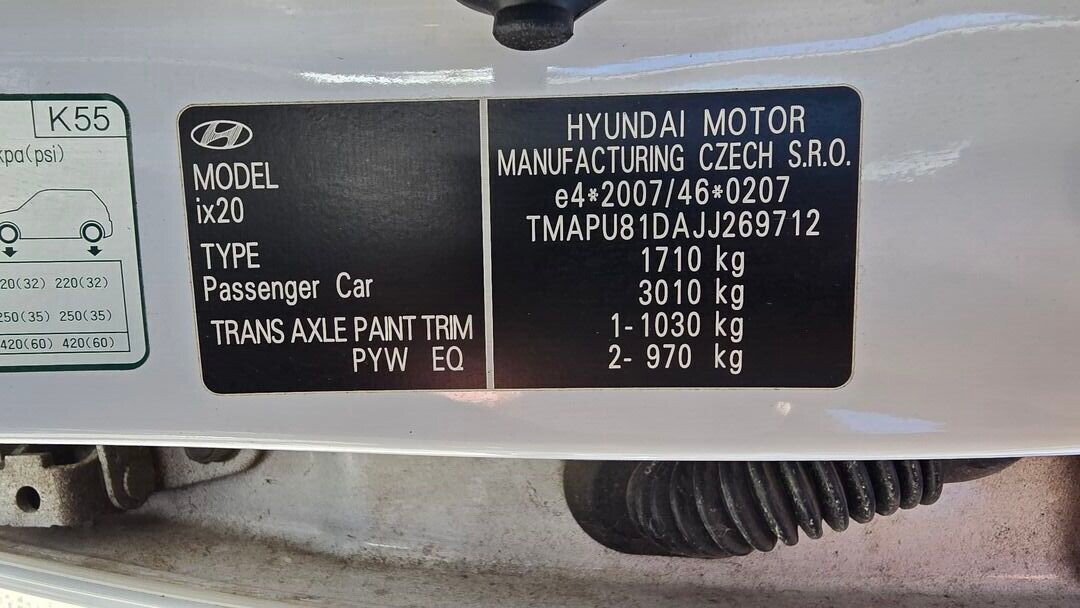 K55
kpa(psi)
20(32) 220(32)
250(35) 250(35)
420(60) 420(60)
MODEL
ix20
TYPE
Passenger Car
TRANS AXLE PAINT TRIM
PYW EQ
HYUNDAI MOTOR
MANUFACTURING CZECH S.R.O.
e4*2007/46*0207
TMAPU81DAJJ269712
1710 kg
3010 kg
1- 1030 kg
2- 970 kg